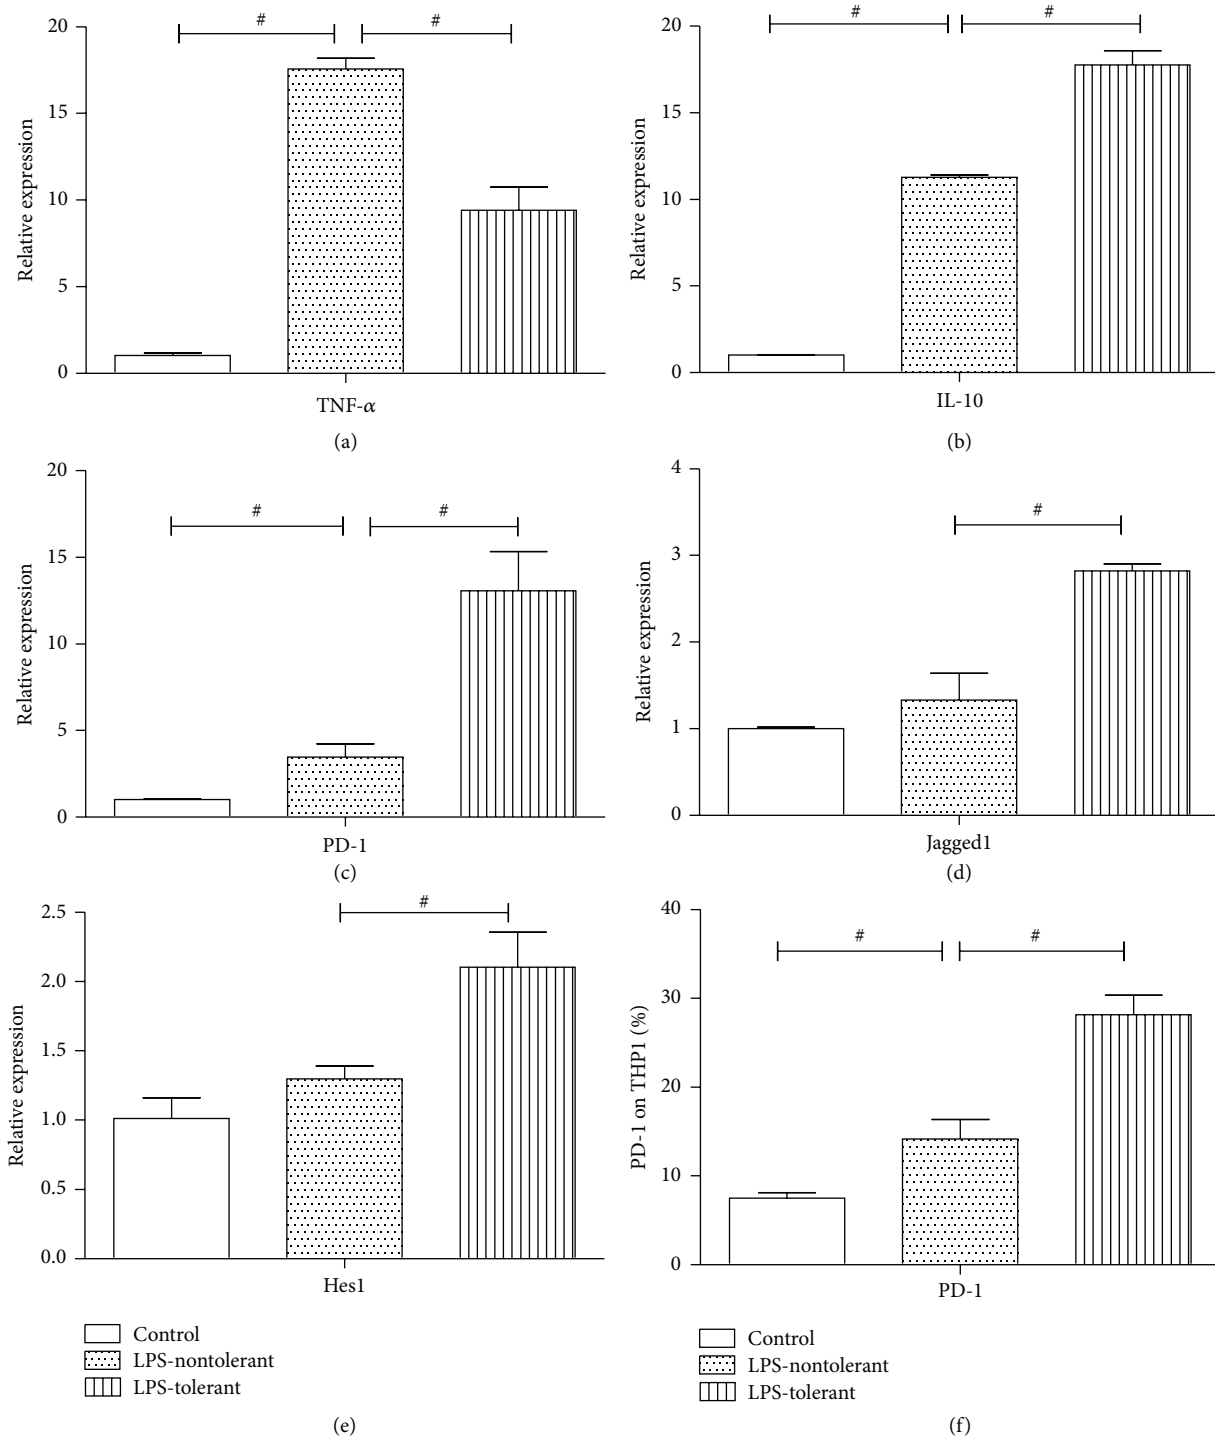 # #
20
15
10
5
0
Relative expression
TNF-α
(a)
# #
20
15
10
5
0
Relative expression
IL-10
(b)
20
15
10
5
0
# #
Relative expression
PD-1
(c)
4
3
2
1
0
#
Relative expression
Jagged1
(d)
#
2.5
2.0
1.5
1.0
0.5
0.0
Relative expression
Hes1
Control
LPS-nontolerant
LPS-tolerant
(e)
40
30
20
10
0
# #
PD-1 on THP1 (%)
PD-1
Control
LPS-nontolerant
LPS-tolerant
(f)